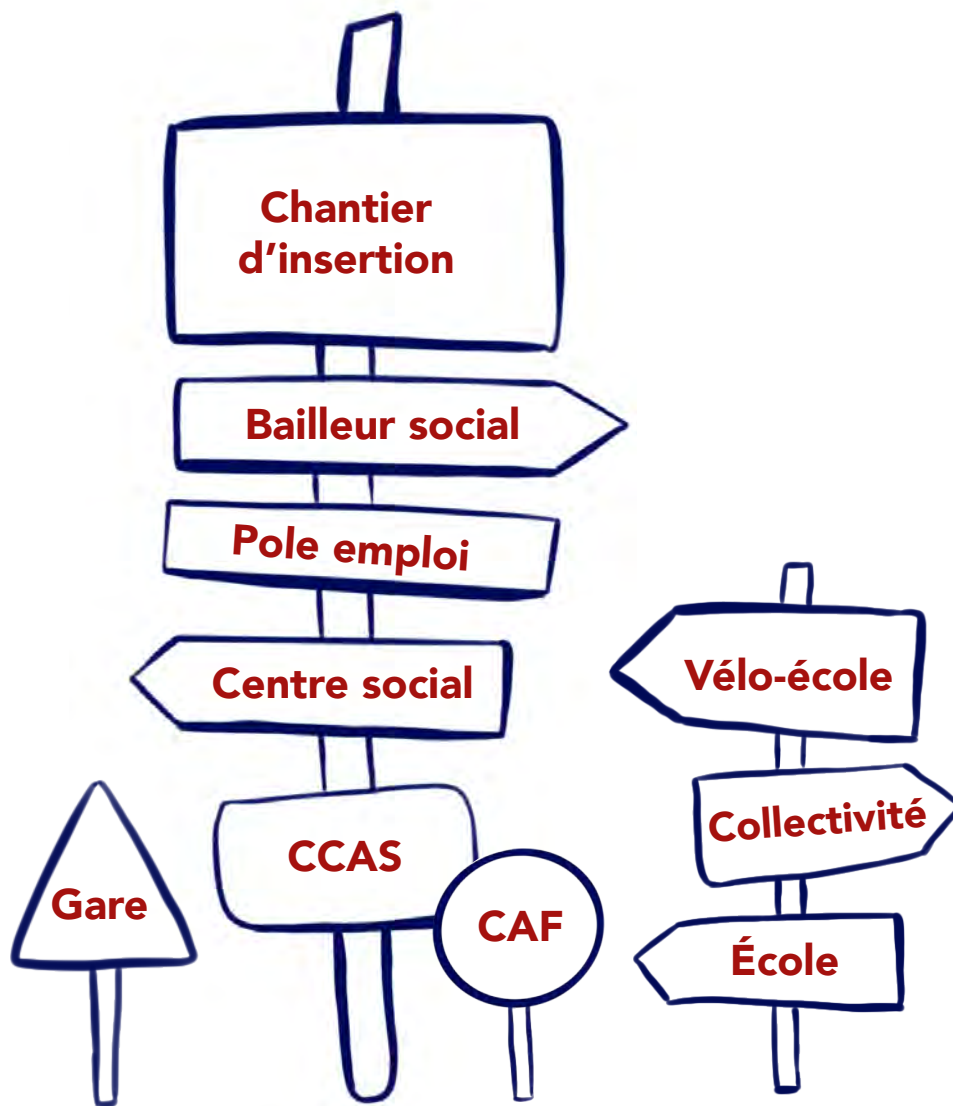 Chantier
d’insertion
Bailleur social
Pole emploi
Centre social
CCAS
Gare
CAF
Vélo-école
Collectivité
École